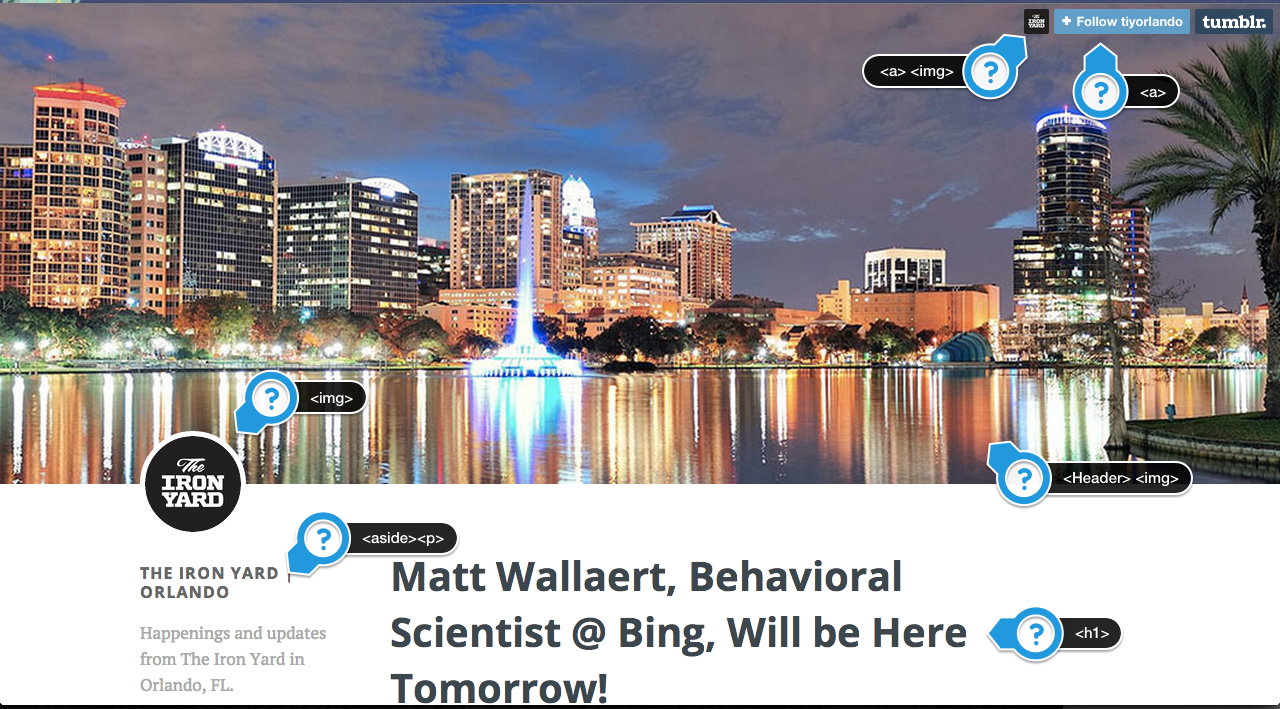 The IRON YARD
+ Follow tiyorlando
tumblr.
<a> <img> ?
? <a>
? <img>
The
IRON
YARD
? <Header> <img>
? <aside><p>
THE IRON YARD |
ORLANDO
Happenings and updates
from The Iron Yard in
Orlando, FL.
Matt Wallaert, Behavioral
Scientist @ Bing, Will be Here
Tomorrow!
? <h1>